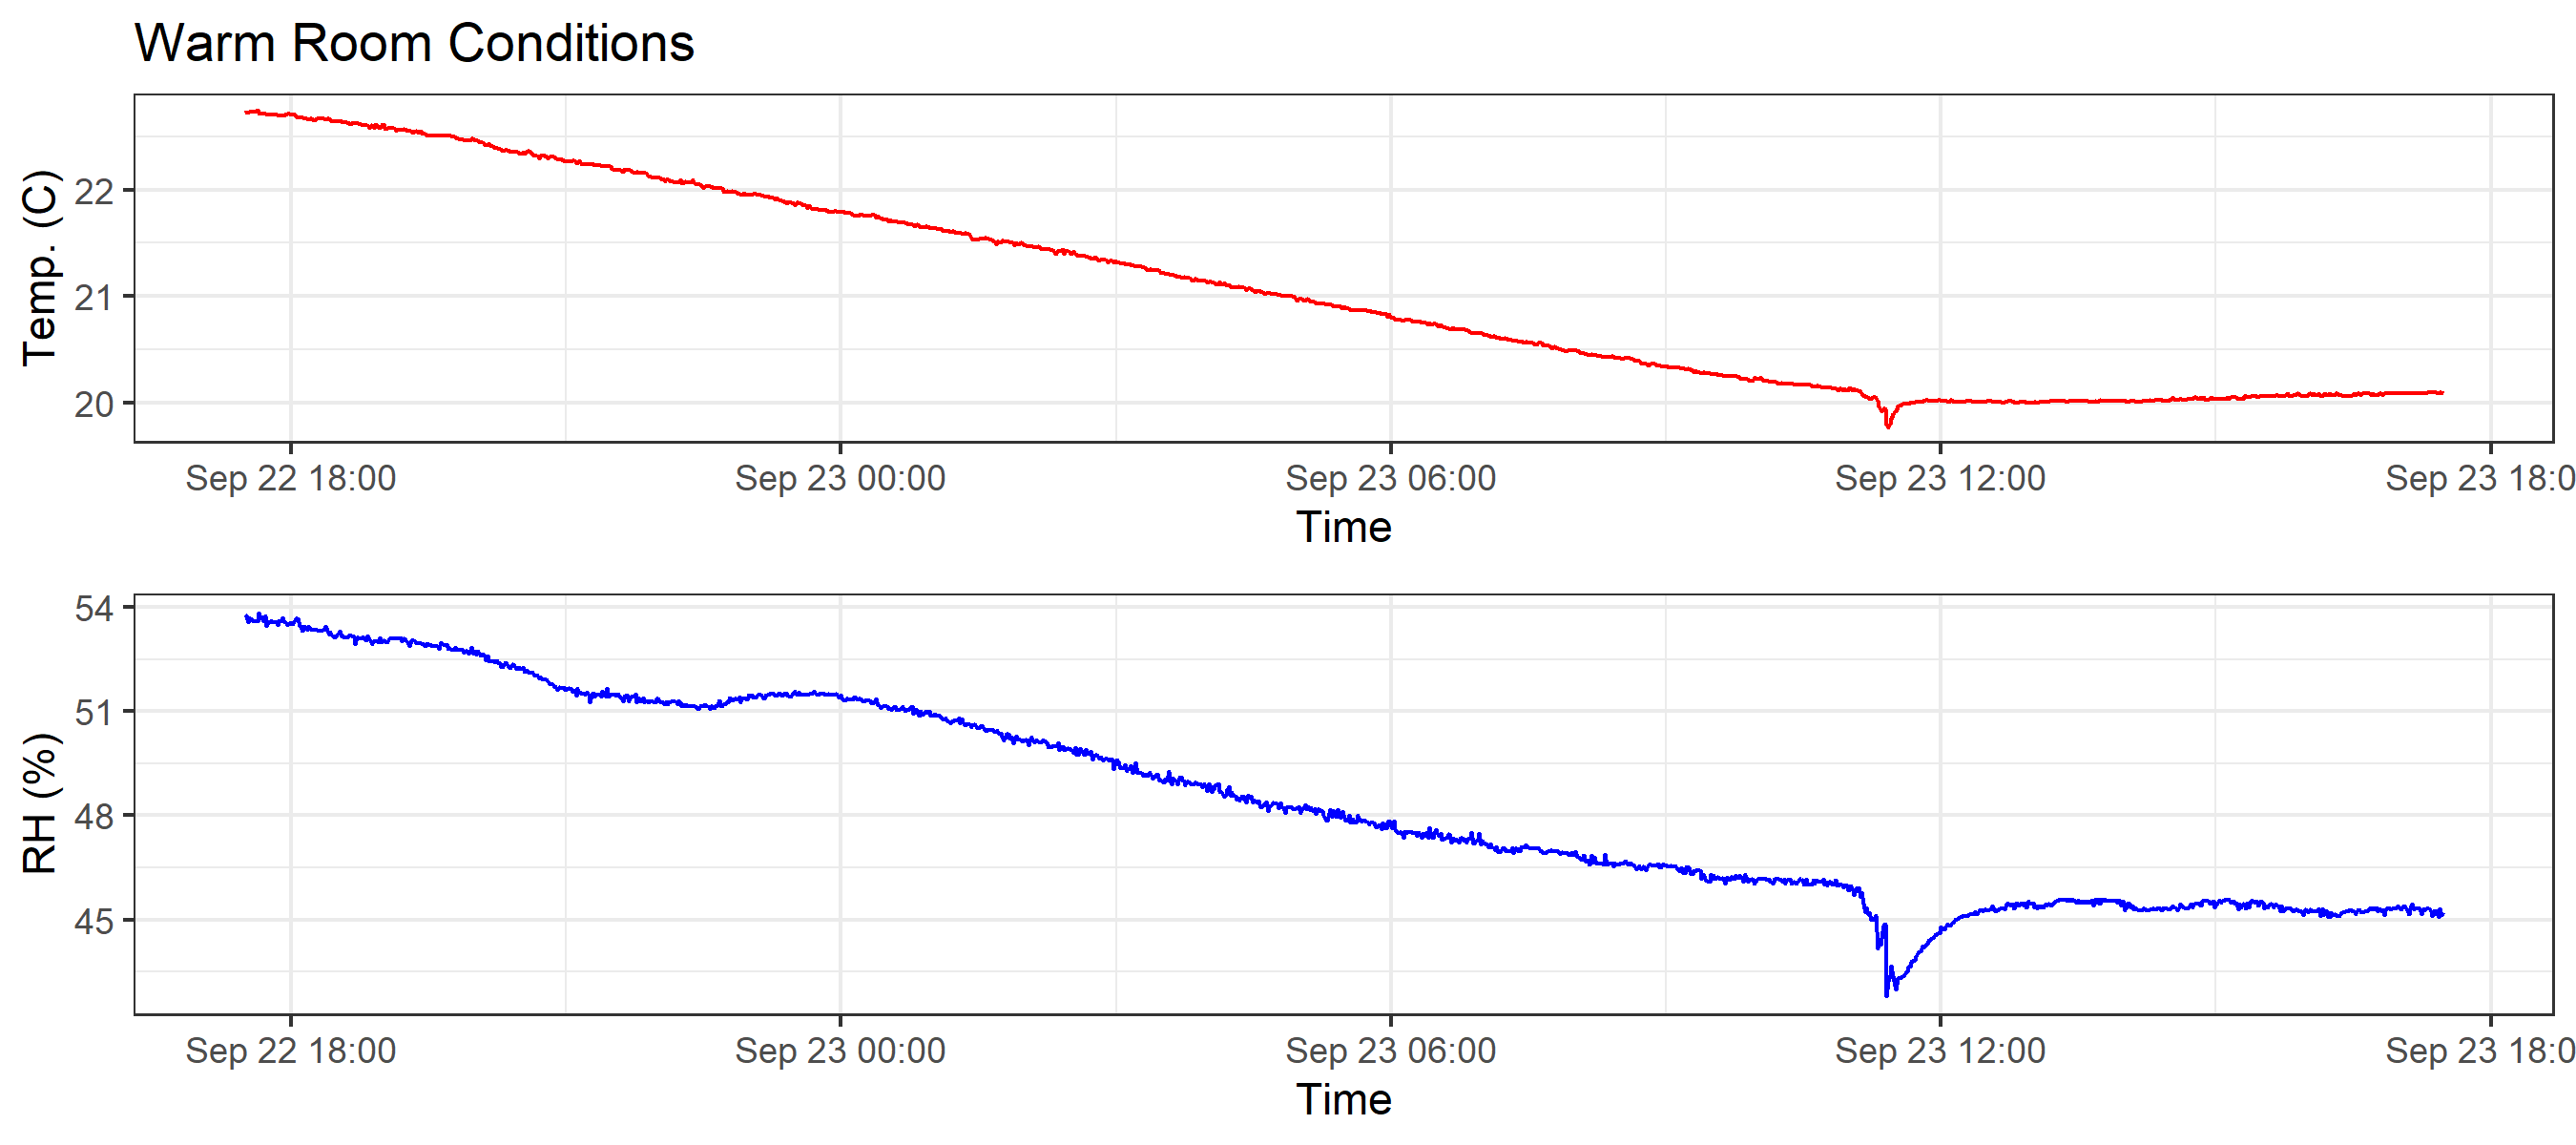 Warm Room Conditions
Temp. (C)
22
21
20
Sep 22 18:00 Sep 23 00:00 Sep 23 06:00 Sep 23 12:00 Sep 23 18:0
Time
RH (%)
54
51
48
45
Sep 22 18:00 Sep 23 00:00 Sep 23 06:00 Sep 23 12:00 Sep 23 18:0
Time